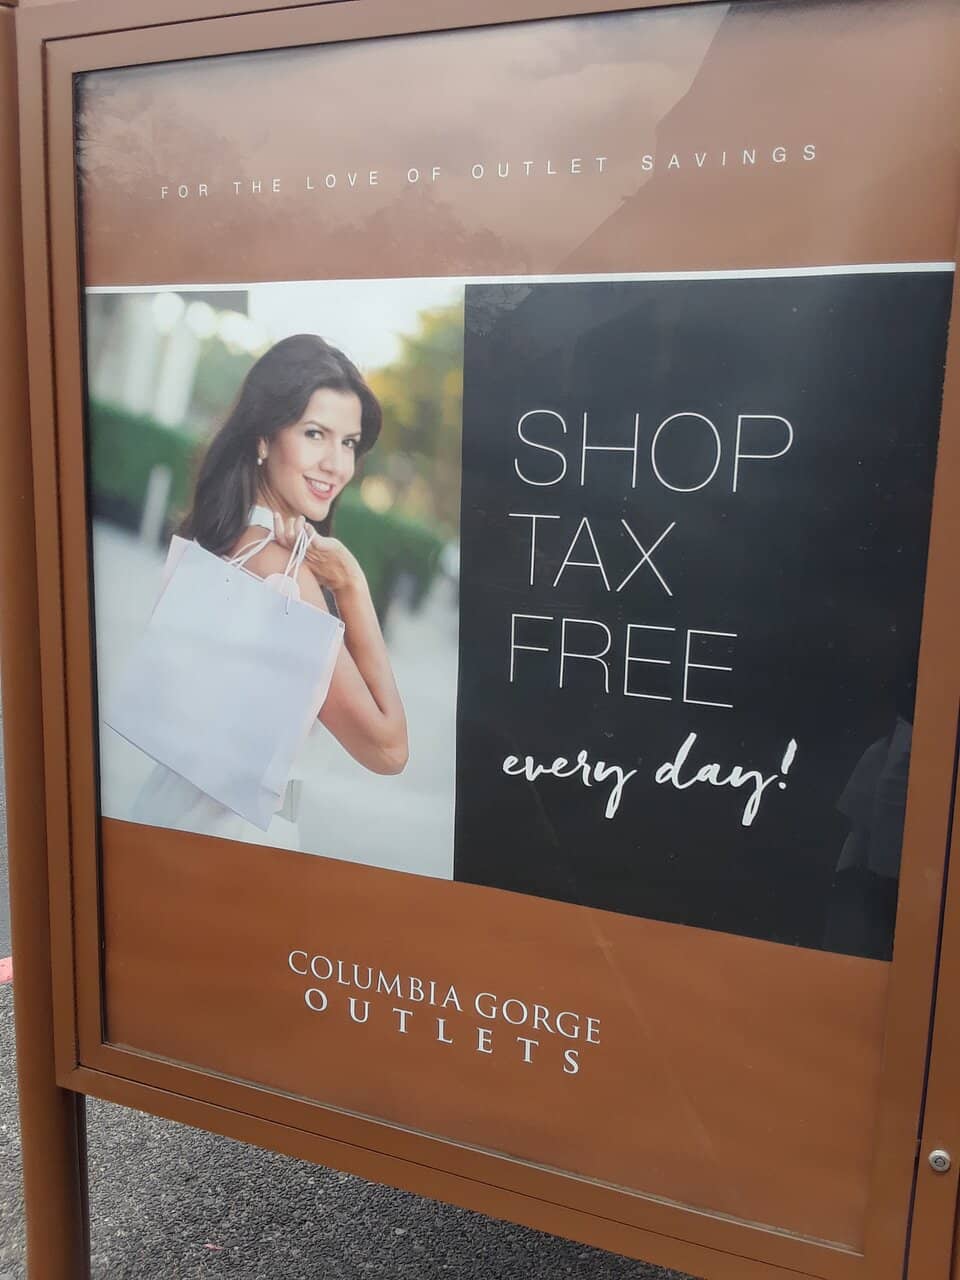 FOR THE LOVE OF OUTLET SAVINGS
SHOP
TAX
FREE
every day!
COLUMBIA GORGE
OUTLETS